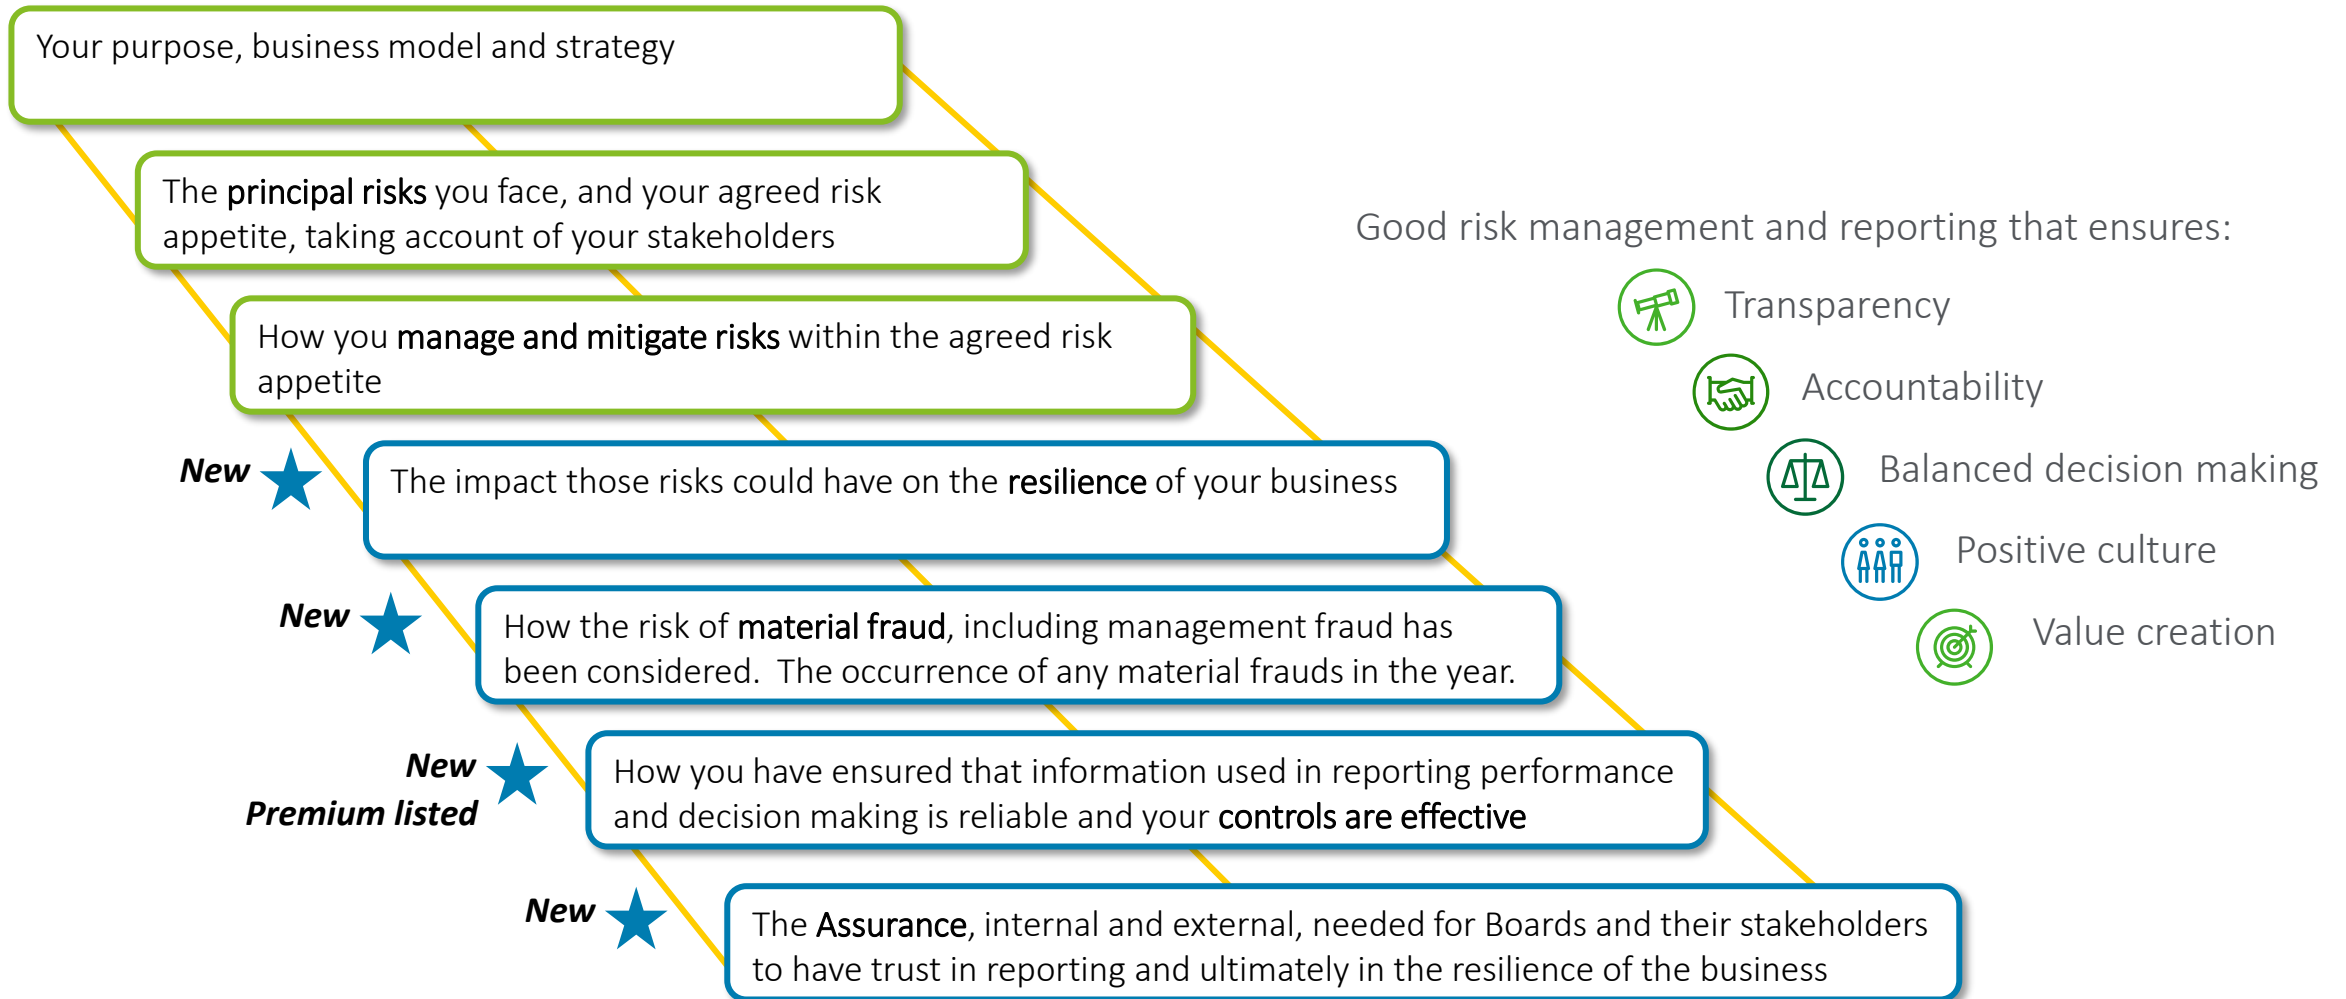 Your purpose, business model and strategy
The principal risks you face, and your agreed risk
appetite, taking account of your stakeholders
How you manage and mitigate risks within the agreed risk
appetite
New
The impact those risks could have on the resilience of your business
New
How the risk of material fraud, including management fraud has
been considered.  The occurrence of any material frauds in the year.
New
Premium listed
How you have ensured that information used in reporting performance
and decision making is reliable and your controls are effective
New
The Assurance, internal and external, needed for Boards and their stakeholders
to have trust in reporting and ultimately in the resilience of the business
Good risk management and reporting that ensures:
Transparency
Accountability
Balanced decision making
Positive culture
Value creation